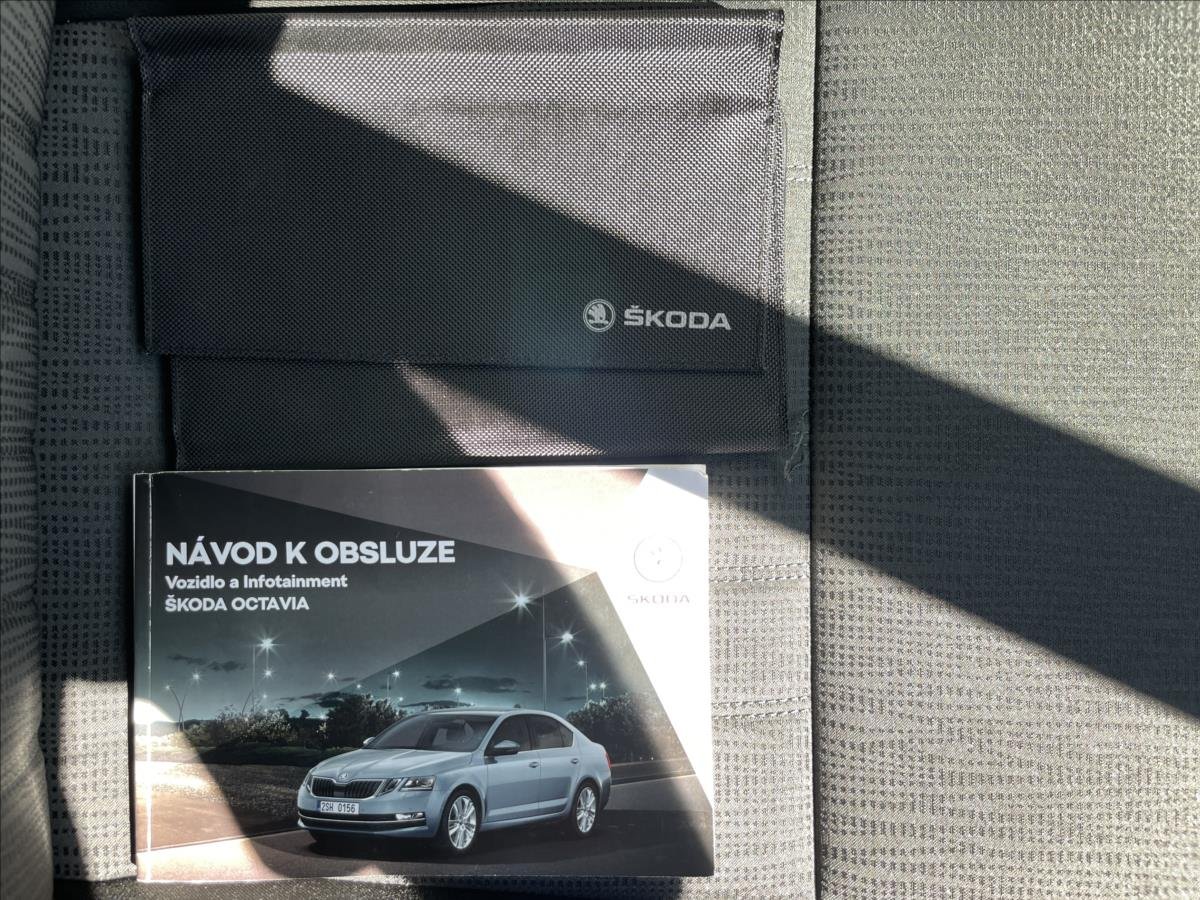 ŠKODA
NÁVOD K OBSLUZE
Vozidlo a Infotainment
ŠKODA OCTAVIA
ŠKODA
2SH 0156